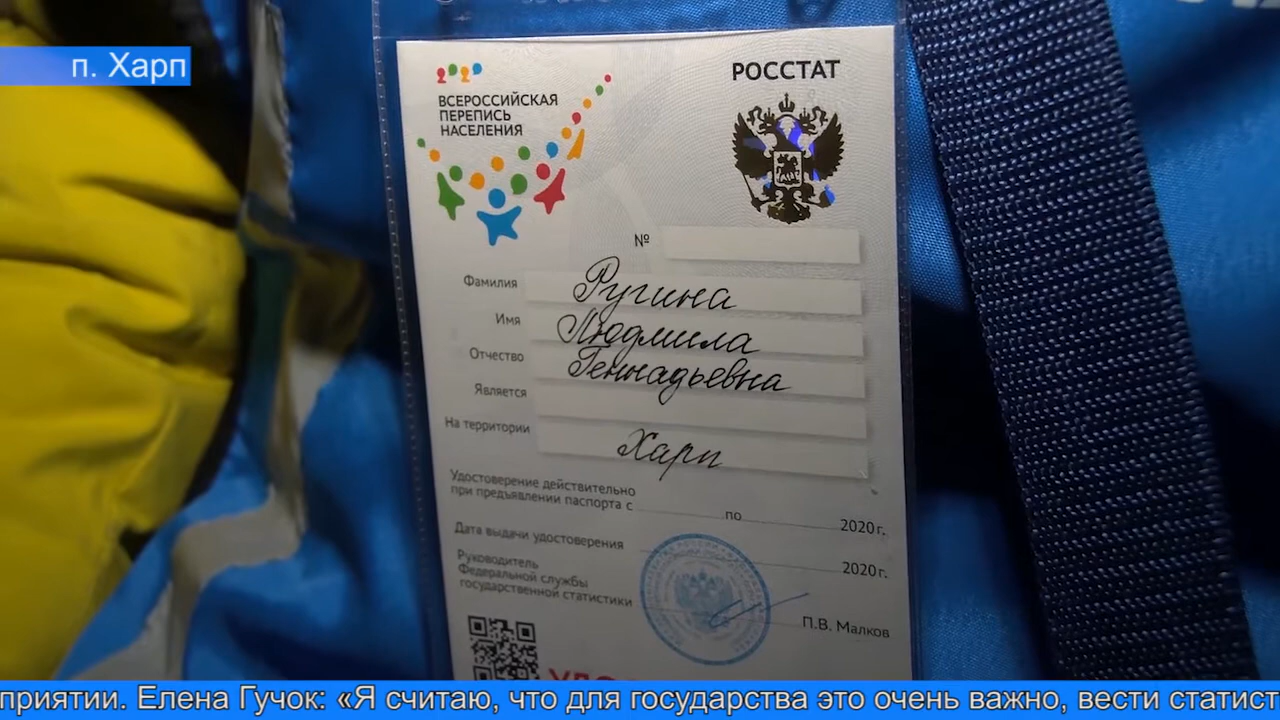 п. Харп
2020
ВСЕРОССИЙСКАЯ
ПЕРЕПИСЬ
НАСЕЛЕНИЯ
РОССТАТ
№
Фамилия Ругина
Имя Людмила
Отчество Геннадьевна
Является
На территории Харп
Удостоверение действительно
при предъявлении паспорта с по 2020 г.
Дата выдачи удостоверения 2020 г.
Руководитель
Федеральной службы
государственной статистики П.В. Малков
приятии. Елена Гучок: «Я считаю, что для государства это очень важно, вести статист